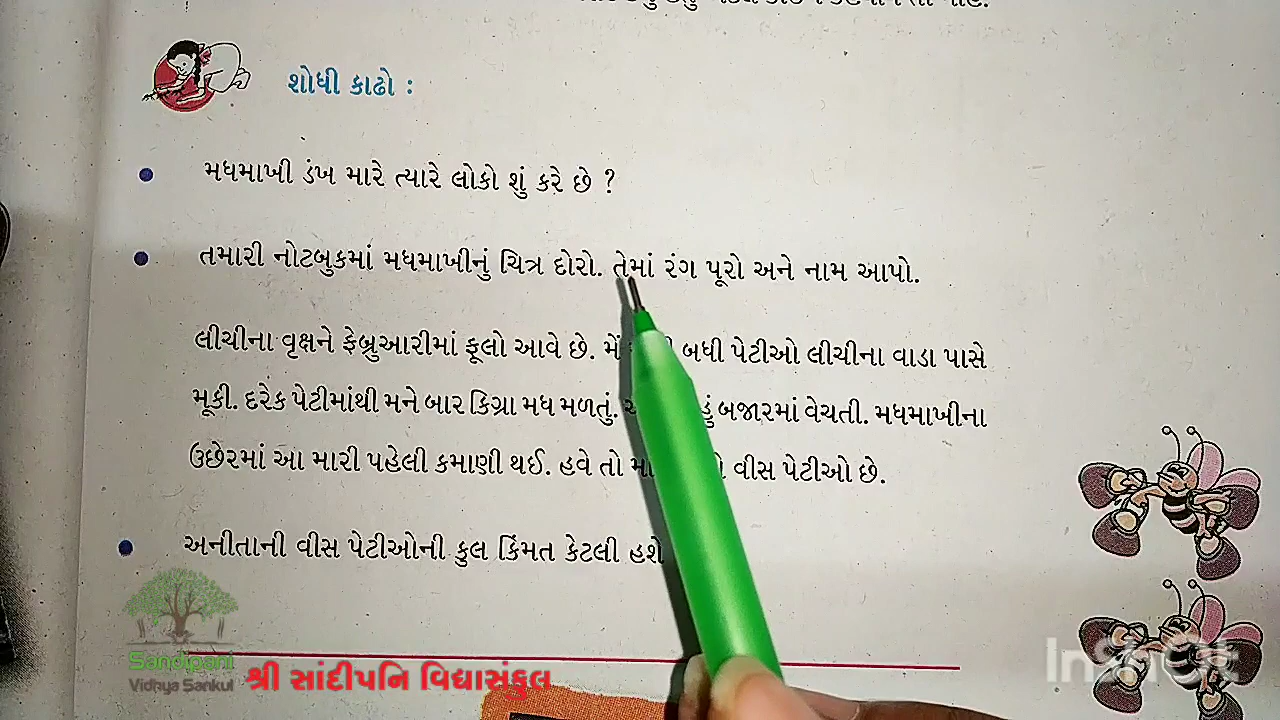 શોધી કાઢો :
મધમાખી ડંખ મારે ત્યારે લોકો શું કરે છે ?
તમારી નોટબુકમાં મધમાખીનું ચિત્ર દોરો. તેમાં રંગ પૂરો અને નામ આપો.
લીચીના વૃક્ષને ફેબ્રુઆરીમાં ફૂલો આવે છે. મેં બધી પેટીઓ લીચીના વાડા પાસે
મૂકી. દરેક પેટીમાંથી મને બાર કિગ્રા મધ મળતું. હું બજારમાં વેચતી. મધમાખીના
ઉછેરમાં આ મારી પહેલી કમાણી થઈ. હવે તો વીસ પેટીઓ છે.
અનીતાની વીસ પેટીઓની કુલ કિંમત કેટલી હશે
Sandipani
Vidhya Sankul
શ્રી સાંદીપનિ વિદ્યાસંકુલ